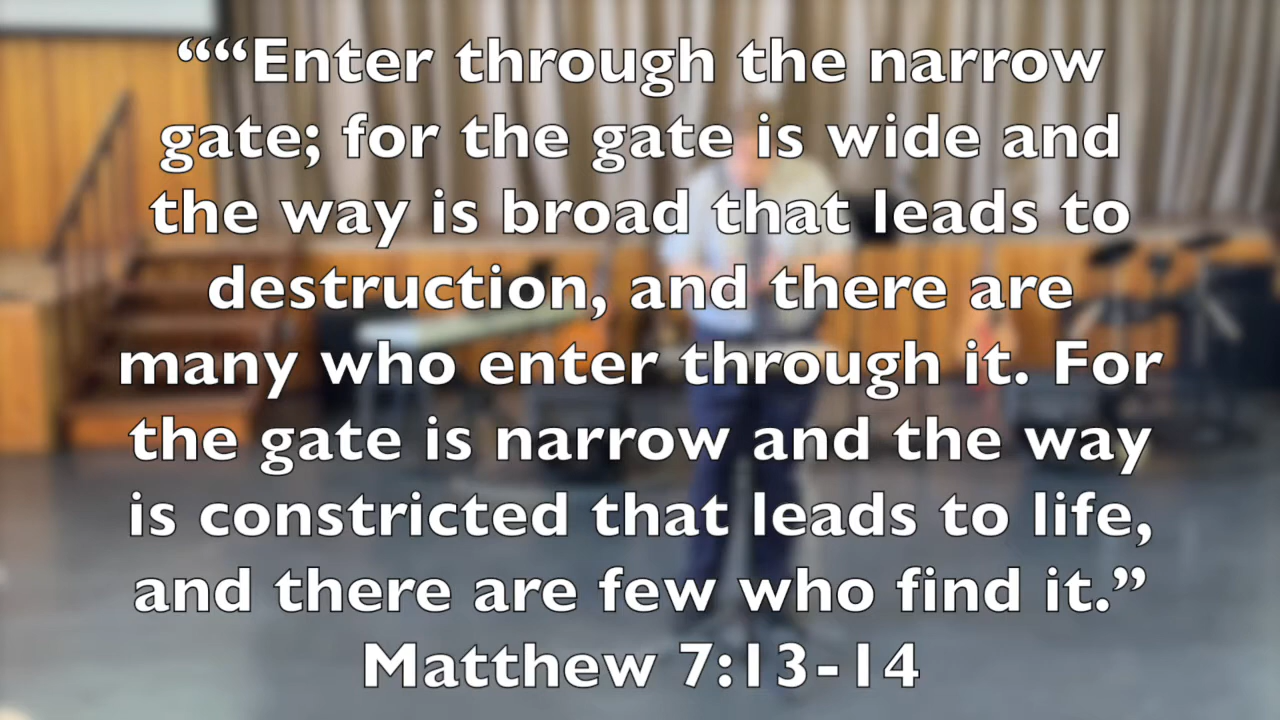 ““Enter through the narrow
gate; for the gate is wide and
the way is broad that leads to
destruction, and there are
many who enter through it. For
the gate is narrow and the way
is constricted that leads to life,
and there are few who find it.”
Matthew 7:13-14